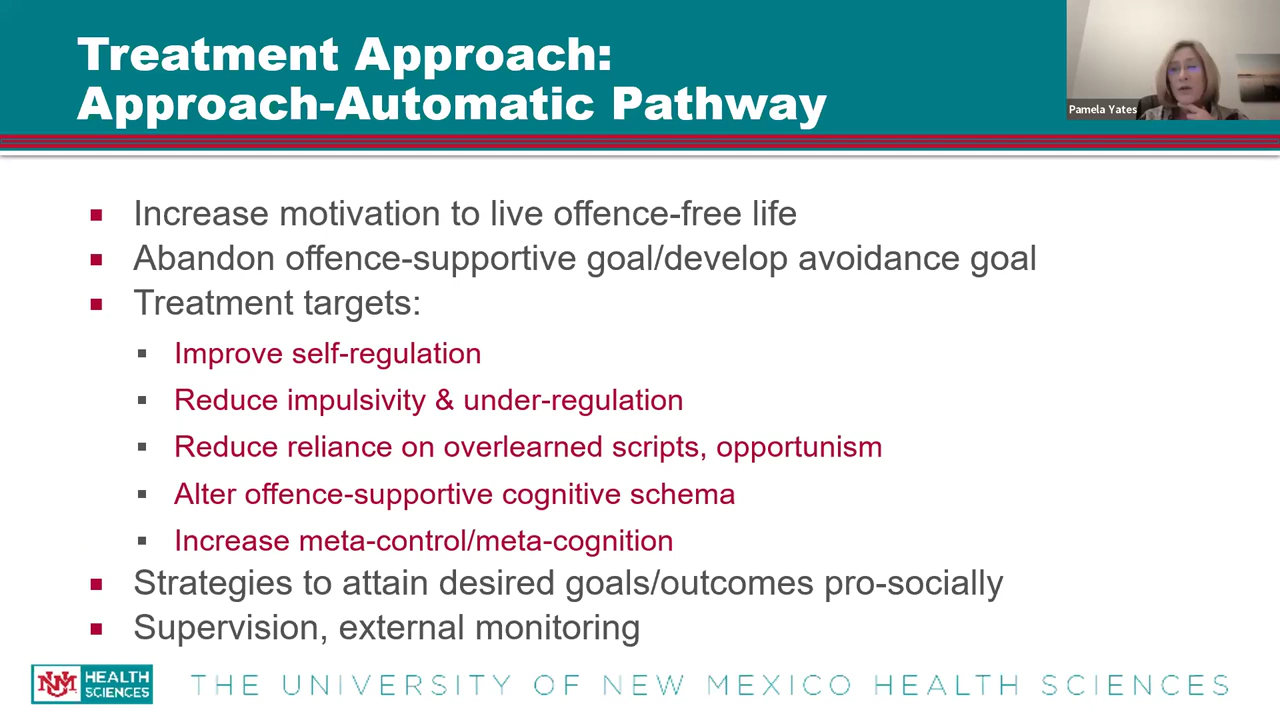 Treatment Approach:
Approach-Automatic Pathway
Pamela Yates
Increase motivation to live offence-free life
Abandon offence-supportive goal/develop avoidance goal
Treatment targets:
Improve self-regulation
Reduce impulsivity & under-regulation
Reduce reliance on overlearned scripts, opportunism
Alter offence-supportive cognitive schema
Increase meta-control/meta-cognition
Strategies to attain desired goals/outcomes pro-socially
Supervision, external monitoring
UNM HEALTH
SCIENCES
THE UNIVERSITY OF NEW MEXICO HEALTH SCIENCES